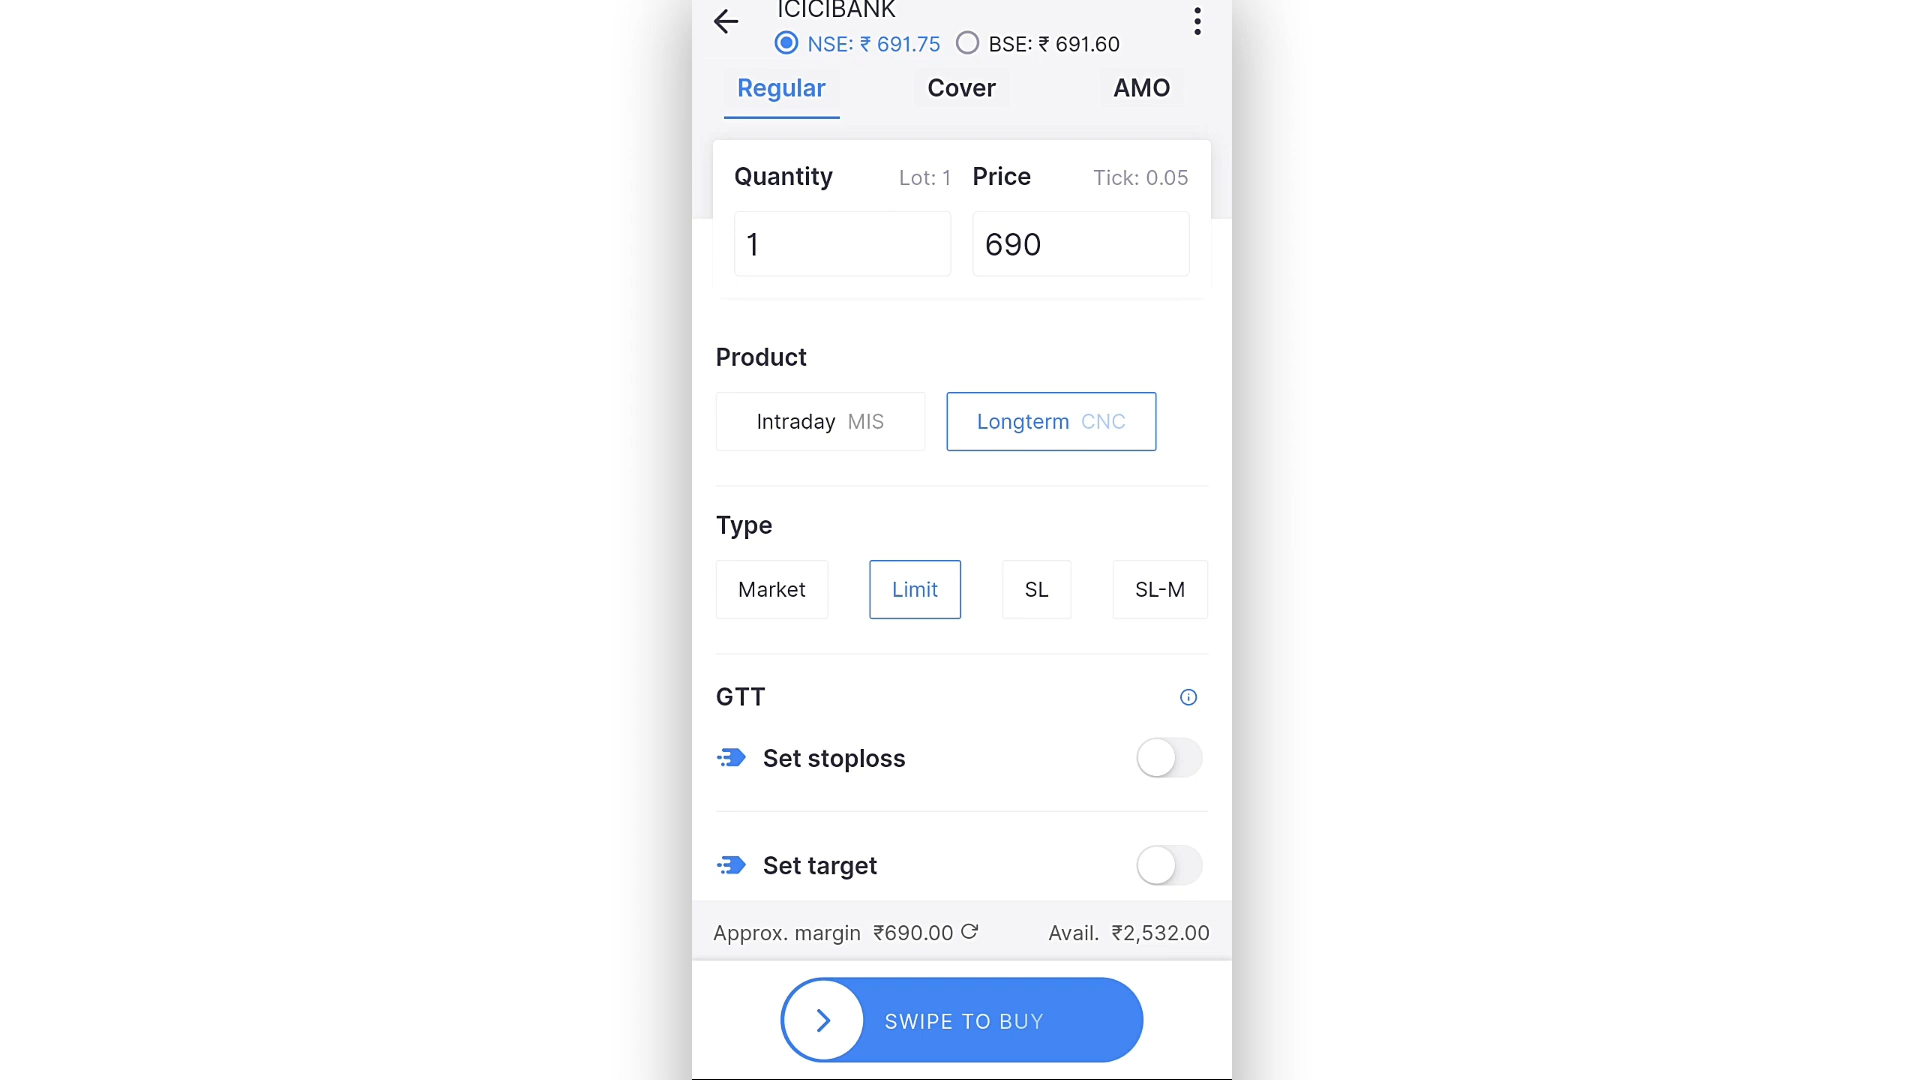 ICICIBANK
NSE: ₹ 691.75 BSE: ₹ 691.60
Regular Cover AMO
Quantity Lot: 1 Price Tick: 0.05
1 690
Product
Intraday MIS Longterm CNC
Type
Market Limit SL SL-M
GTT
Set stoploss
Set target
Approx. margin ₹690.00 Avail. ₹2,532.00
SWIPE TO BUY